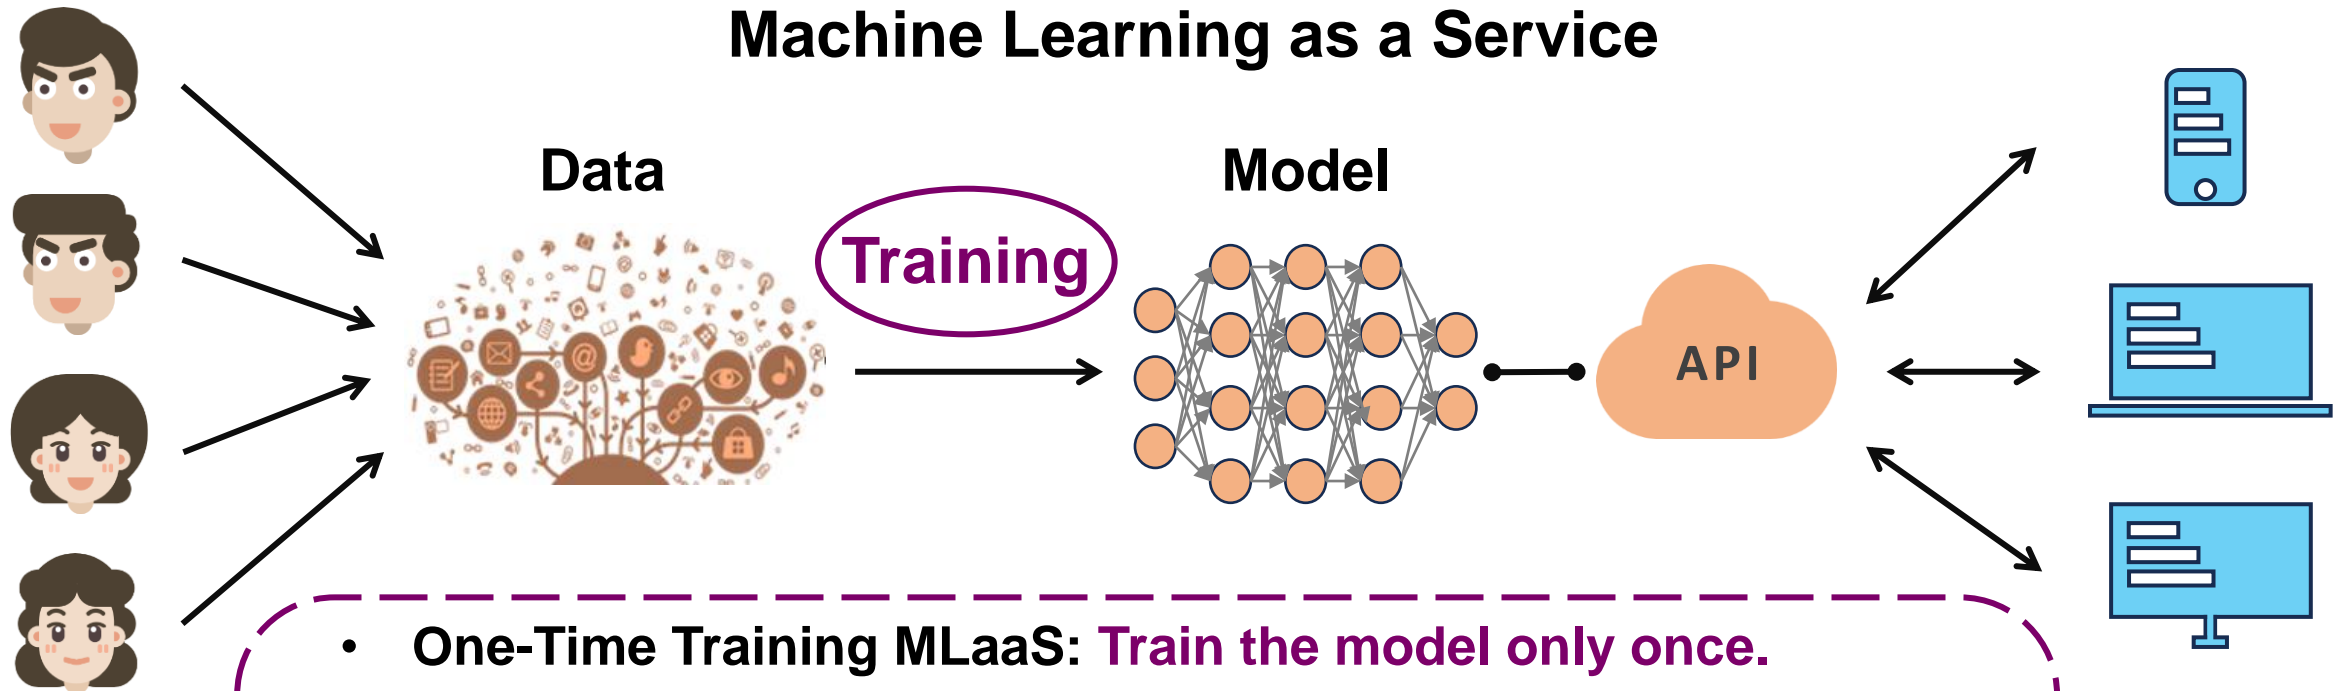 Machine Learning as a Service
Data
Model
Training
API
• One-Time Training MLaaS: Train the model only once.